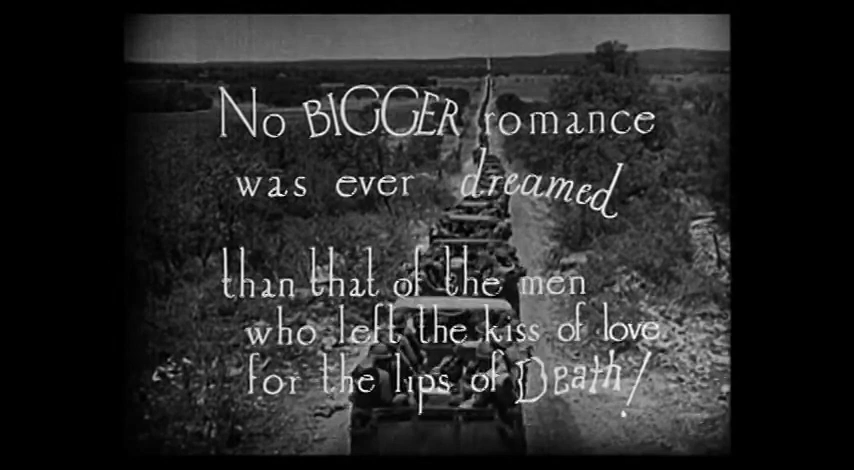 No BIGGER romance
was ever dreamed
than that of the men
who left the kiss of love
for the lips of Death!